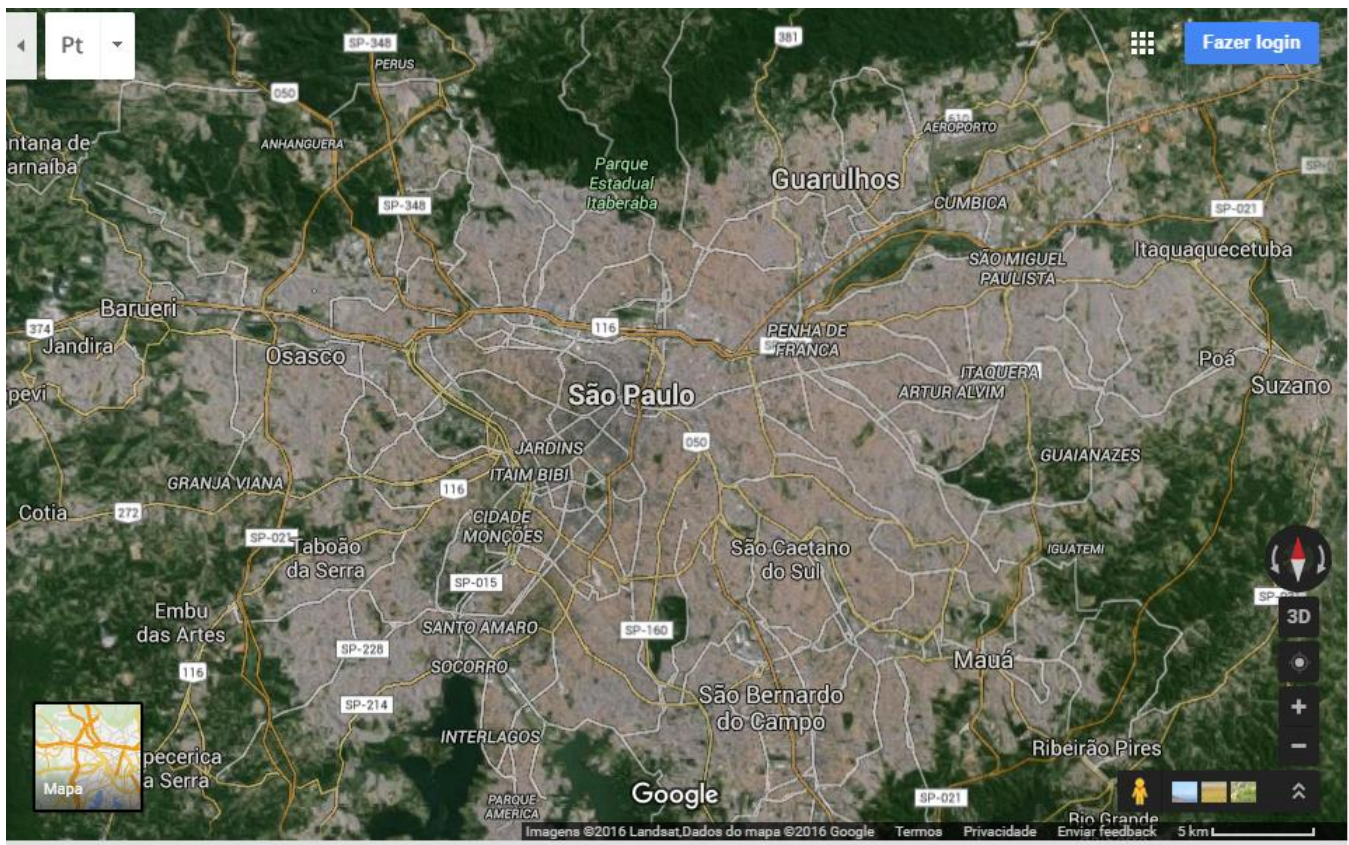 Pt
SP-348
PERUS
381
Fazer login
050
ANHANGUERA
610
AEROPORTO
ntana de
arnaíba
Parque
Estadual
Itaberaba
Guarulhos
SP-348
CUMBICA
SP-021
SÃO MIGUEL
PAULISTA
Itaquaquecetuba
Barueri
374
Jandira
116
PENHA DE
FRANCA
Osasco
Poá
ITAQUERA
ARTUR ALVIM
Suzano
pevi
São Paulo
JARDINS
050
GUAIANAZES
ITAIM BIBI
GRANJA VIANA
116
Cotia
272
CIDADE
MONÇÕES
SP-021
Taboão
da Serra
São Caetano
do Sul
IGUATEMI
SP-015
Embu
das Artes
3D
SANTO AMARO
SP-160
SP-228
SOCORRO
Mauá
116
SP-214
São Bernardo
do Campo
INTERLAGOS
Ribeirão Pires
pecerica
a Serra
Mapa
PARQUE
AMERICA
Google
SP-021
Rio Grande
Imagens ©2016 Landsat,Dados do mapa ©2016 Google Termos Privacidade Enviar feedback 5 km